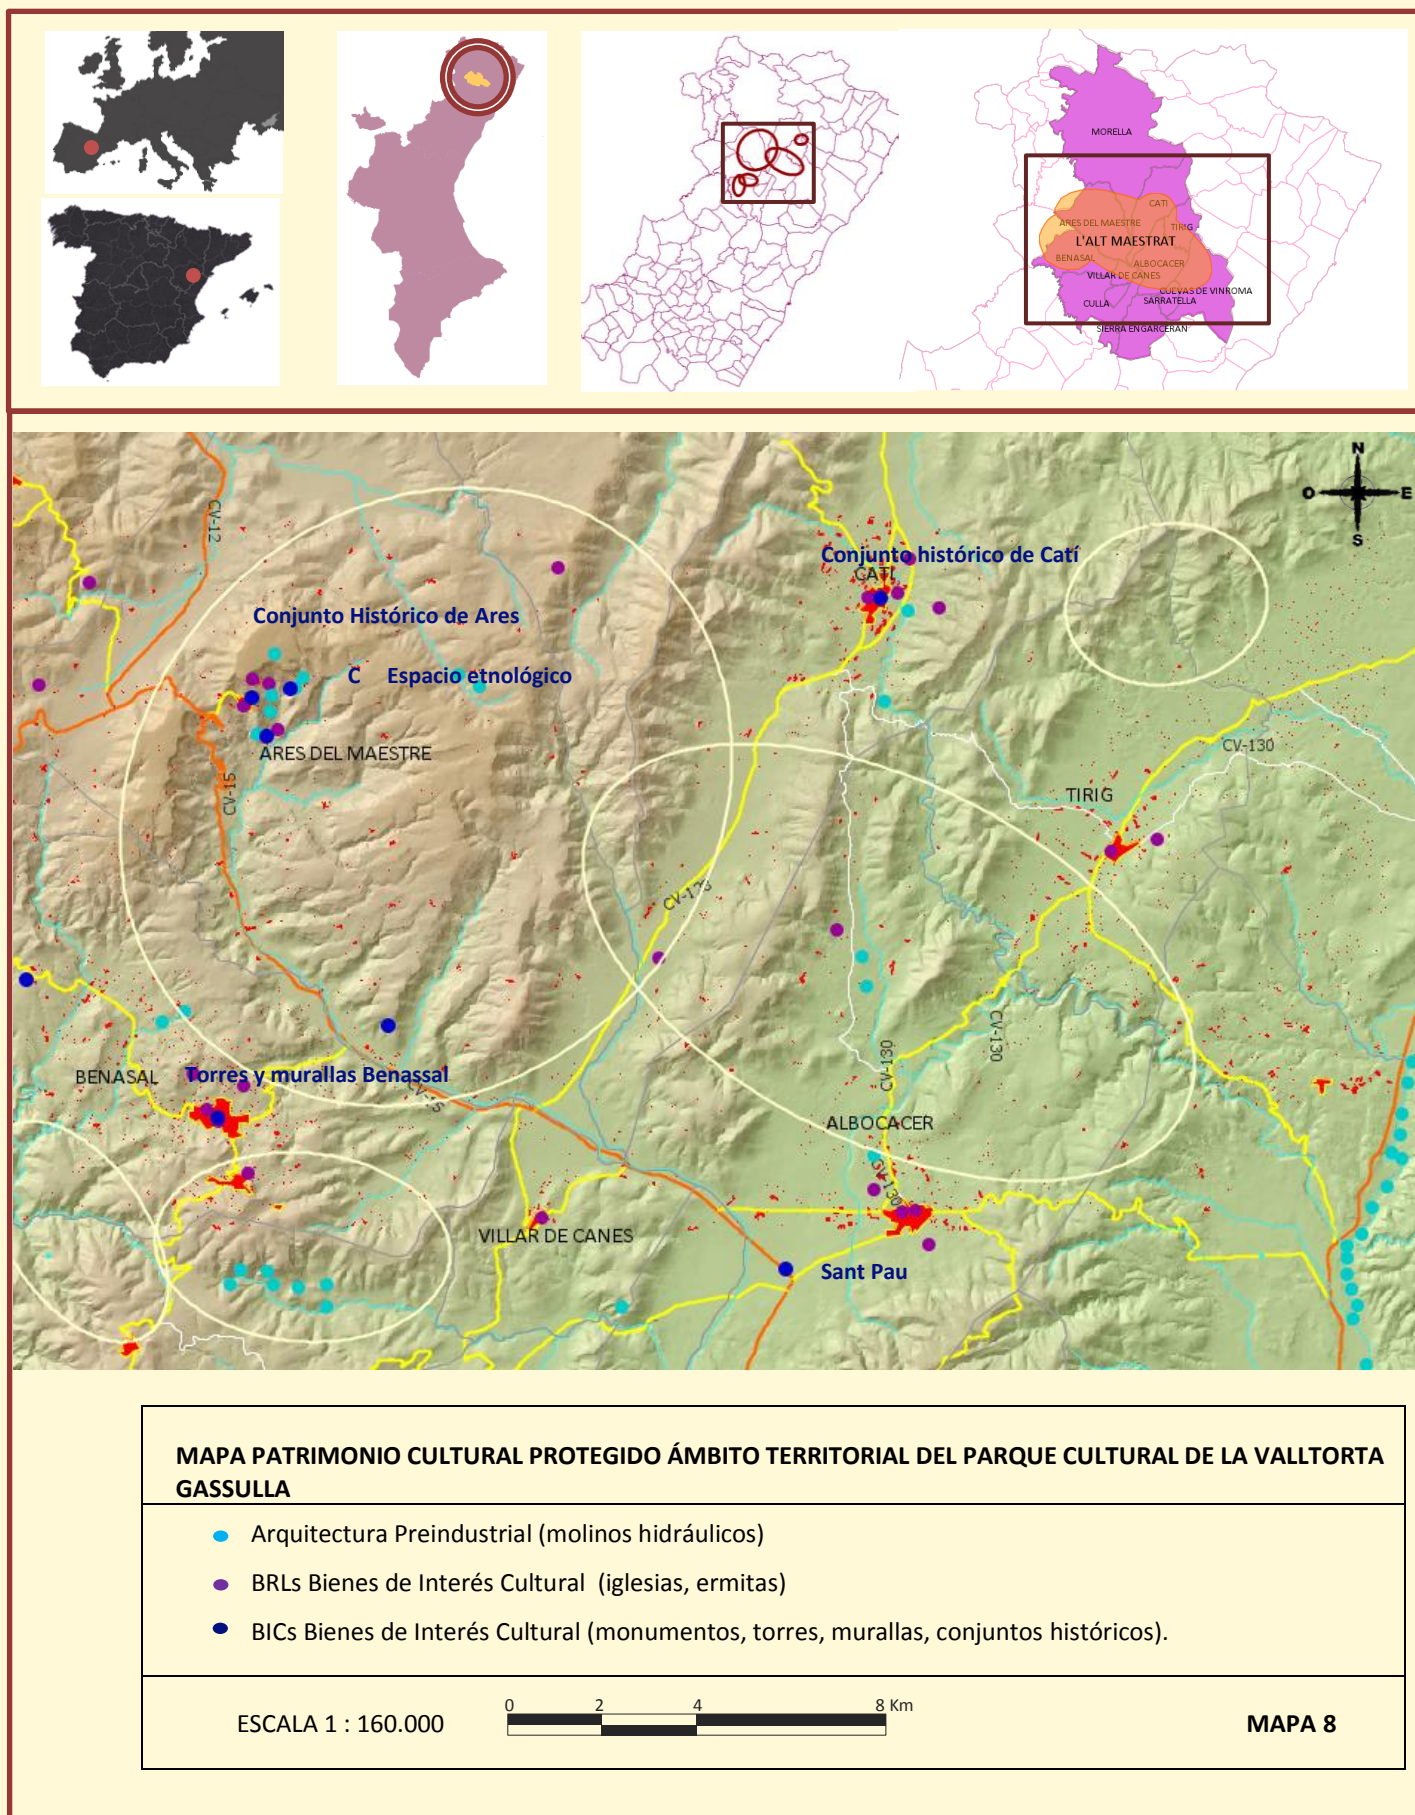 MORELLA
CATI
ARES DEL MAESTRE
TIRIG
L'ALT MAESTRAT
BENASAL
ALBOCACER
VILLAR DE CANES
CUEVAS DE VINROMA
CULLA
SARRATELLA
SIERRA ENGARCERAN
N
O
E
S
CV-12
Conjunto histórico de Catí
CATI
Conjunto Histórico de Ares
C Espacio etnológico
ARES DEL MAESTRE
CV-15
CV-130
TIRIG
CV-130
CV-130
BENASAL
Torres y murallas Benassal
CV-15
ALBOCACER
CV-130
VILLAR DE CANES
Sant Pau
MAPA PATRIMONIO CULTURAL PROTEGIDO ÁMBITO TERRITORIAL DEL PARQUE CULTURAL DE LA VALLTORTA
GASSULLA
Arquitectura Preindustrial (molinos hidráulicos)
BRLs Bienes de Interés Cultural (iglesias, ermitas)
BICs Bienes de Interés Cultural (monumentos, torres, murallas, conjuntos históricos).
ESCALA 1 : 160.000
0 2 4 8 Km
MAPA 8